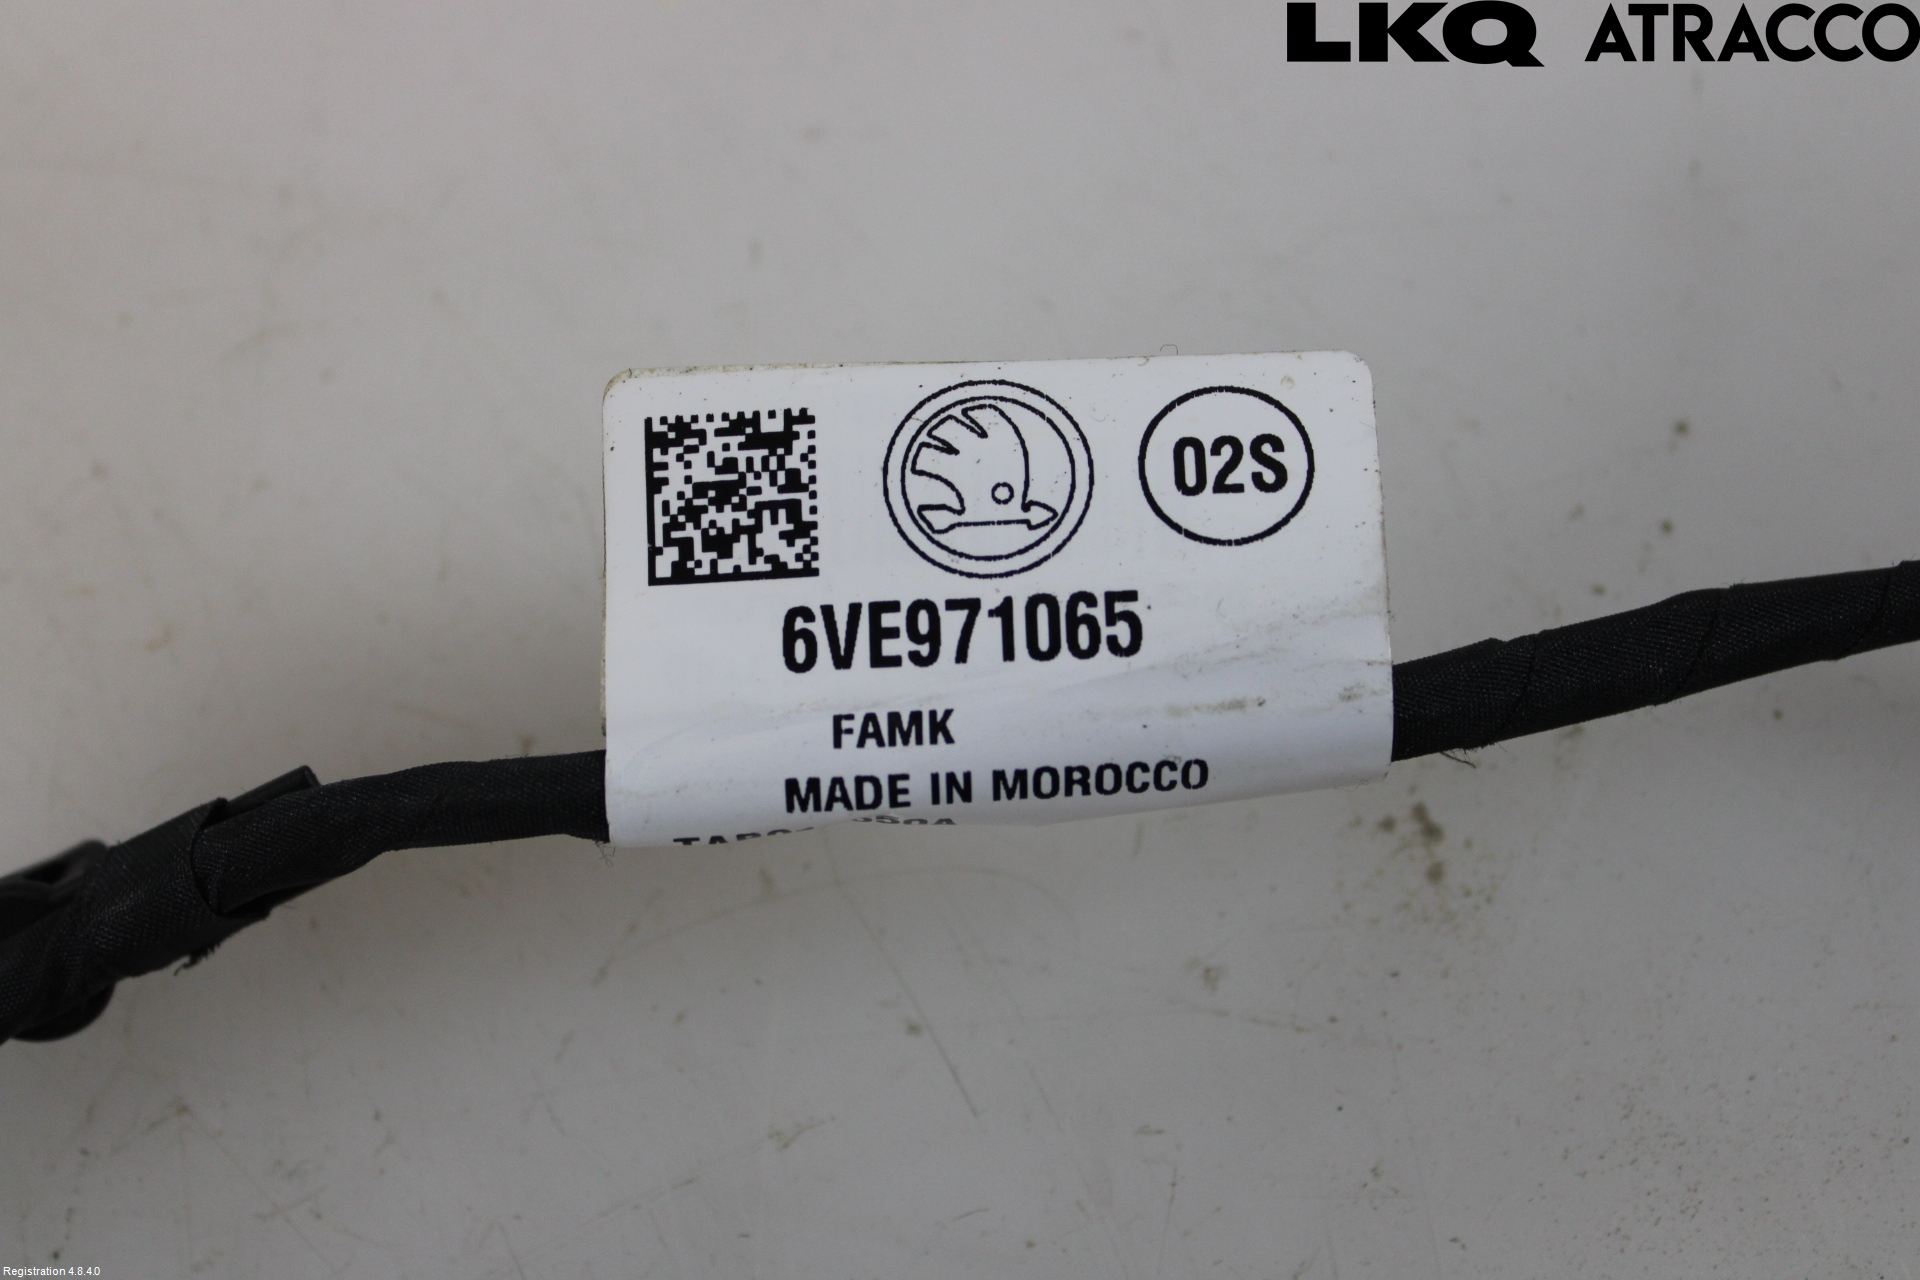 LKQ ATRACCO
02S
6VE971065
FAMK
MADE IN MOROCCO
Registration 4.8.4.0